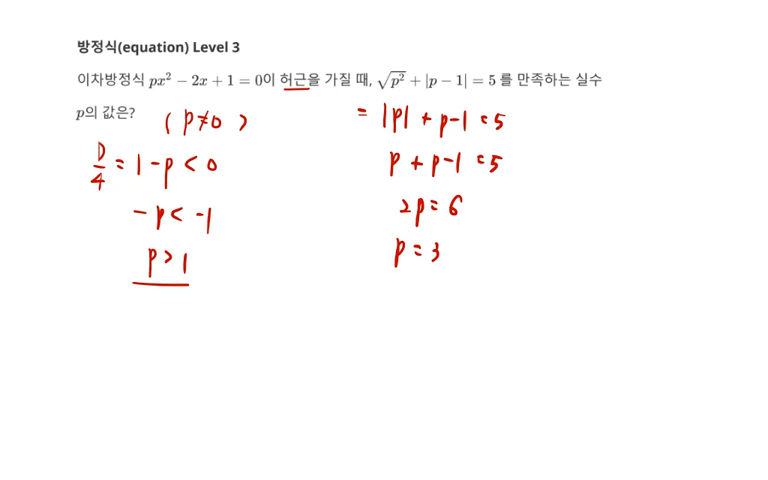 방정식(equation) Level 3
이차방정식 px² − 2x + 1 = 0이 허근을 가질 때, √p² + |p − 1| = 5 를 만족하는 실수
p의 값은?
( p ≠ 0 )
D/4 = 1 - p < 0
- p < -1
p > 1
= |p| + p-1 = 5
p + p-1 = 5
2p = 6
p = 3